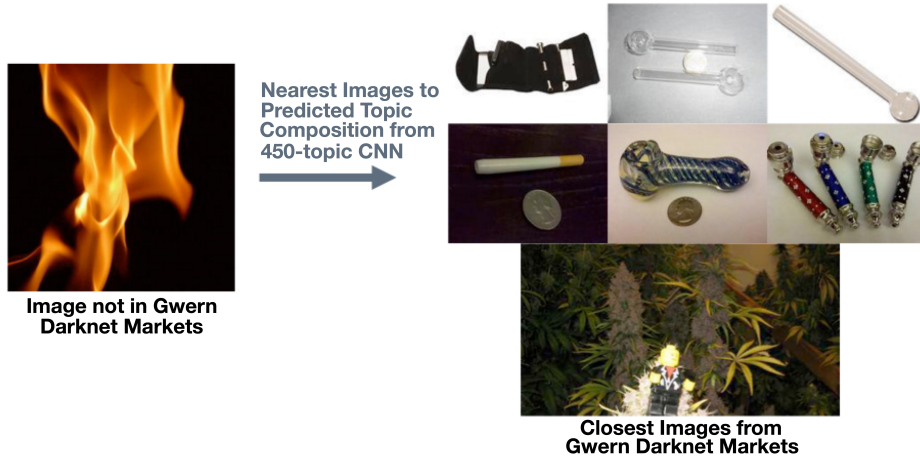 Nearest Images to
Predicted Topic
Composition from
450-topic CNN
Image not in Gwern
Darknet Markets
Closest Images from
Gwern Darknet Markets